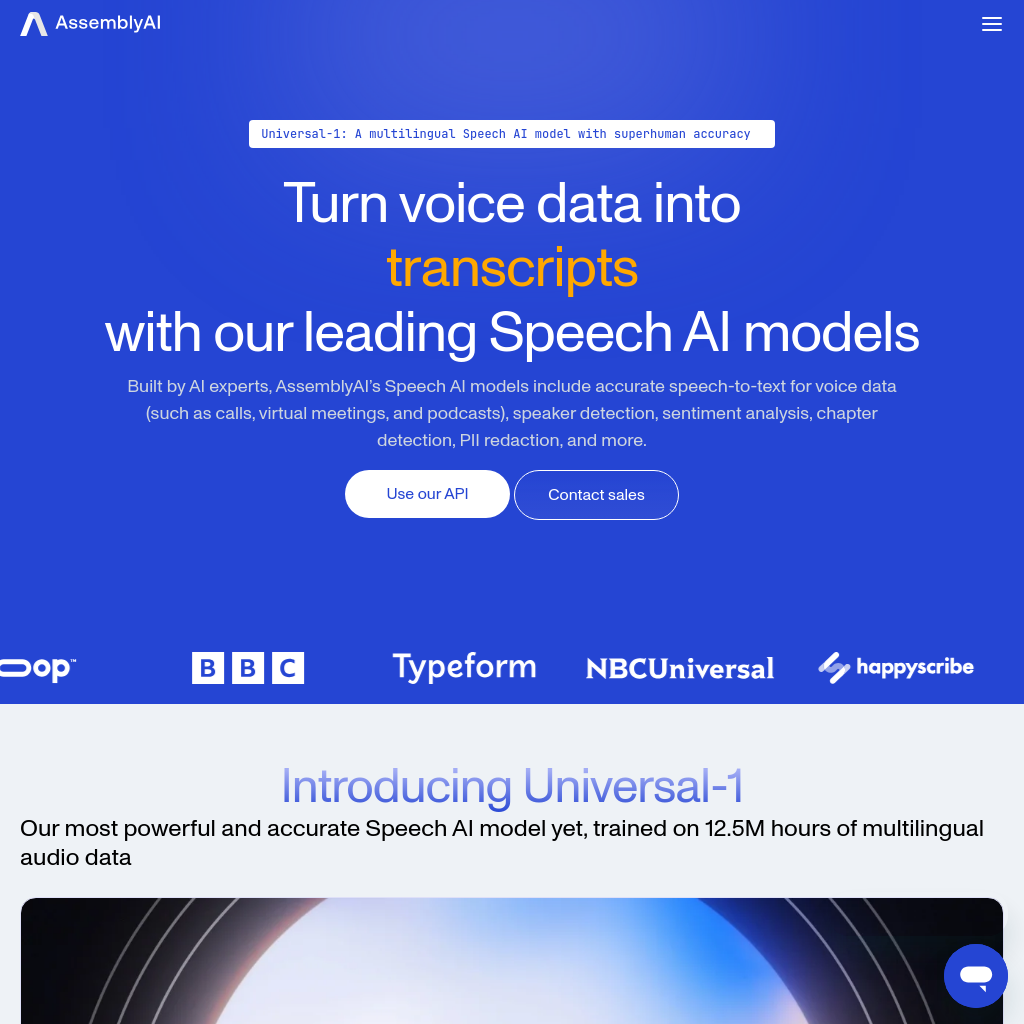 AssemblyAI
Universal-1: A multilingual Speech AI model with superhuman accuracy
Turn voice data into
transcripts
with our leading Speech AI models
Built by AI experts, AssemblyAI's Speech AI models include accurate speech-to-text for voice data
(such as calls, virtual meetings, and podcasts), speaker detection, sentiment analysis, chapter
detection, PII redaction, and more.
Use our API
Contact sales
oop™
BBC
Typeform
NBCUniversal
happyscribe
Introducing Universal-1
Our most powerful and accurate Speech AI model yet, trained on 12.5M hours of multilingual
audio data